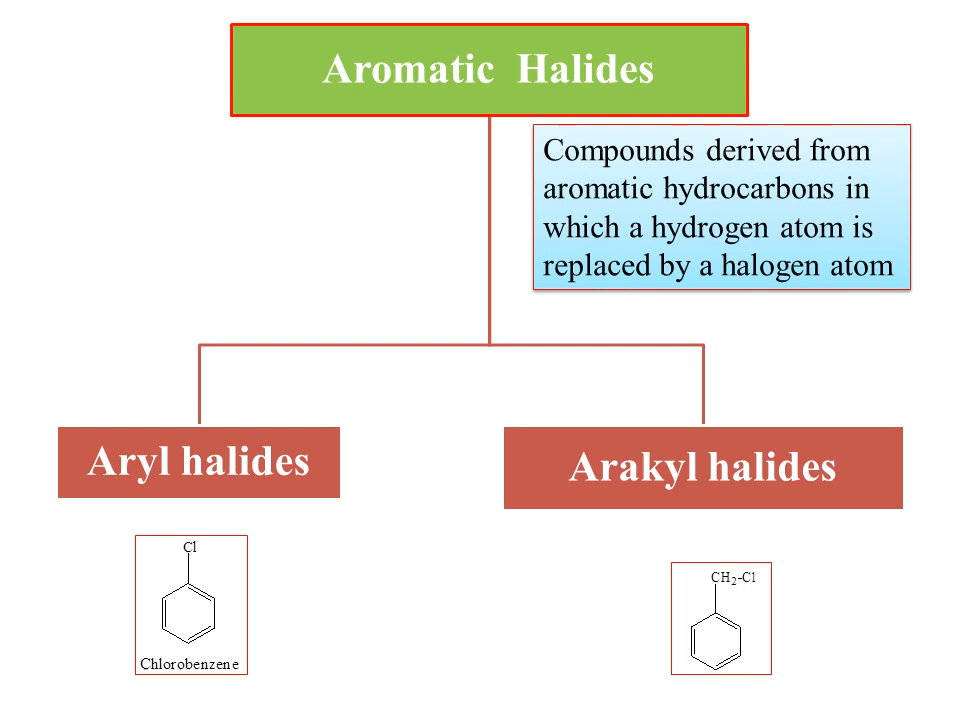 Aromatic Halides
Compounds derived from
aromatic hydrocarbons in
which a hydrogen atom is
replaced by a halogen atom
Aryl halides
Arakyl halides
Cl
Chlorobenzene
CH2-Cl